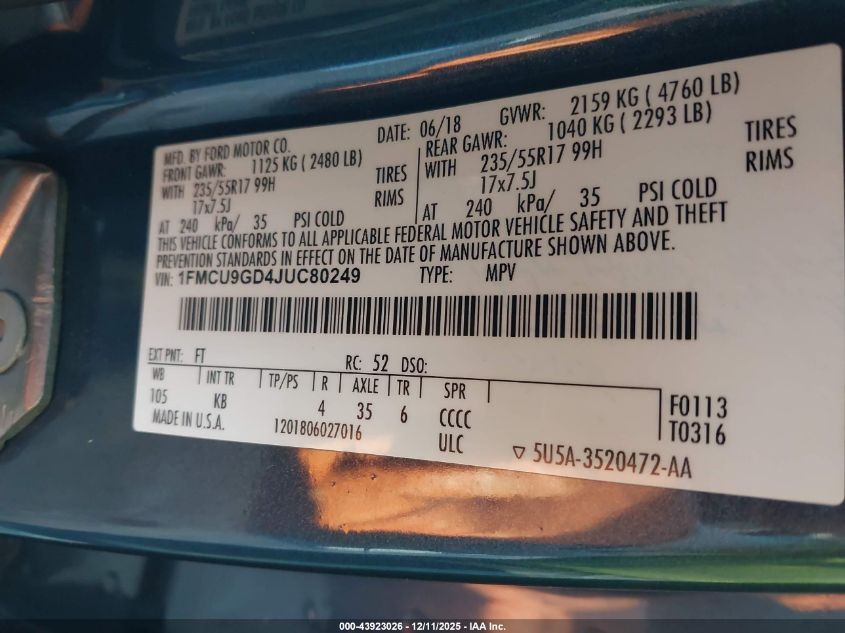 MFD. BY FORD MOTOR CO. DATE: 06/18 GVWR: 2159 KG ( 4760 LB)
FRONT GAWR: 1125 KG ( 2480 LB) REAR GAWR: 1040 KG ( 2293 LB)
WITH 235/55R17 99H TIRES WITH 235/55R17 99H TIRES
17x7.5J RIMS 17x7.5J RIMS
AT 240 kPa/ 35 PSI COLD AT 240 kPa/ 35 PSI COLD
THIS VEHICLE CONFORMS TO ALL APPLICABLE FEDERAL MOTOR VEHICLE SAFETY AND THEFT
PREVENTION STANDARDS IN EFFECT ON THE DATE OF MANUFACTURE SHOWN ABOVE.
VIN: 1FMCU9GD4JUC80249 TYPE: MPV
EXT PNT: FT RC: 52 DSO:
WB INT TR TP/PS R AXLE TR SPR
105 KB 4 35 6 CCCC F0113
MADE IN U.S.A. 1201806027016 ULC T0316
▽ 5U5A-3520472-AA
000-43923026 - 12/11/2025 - IAA Inc.